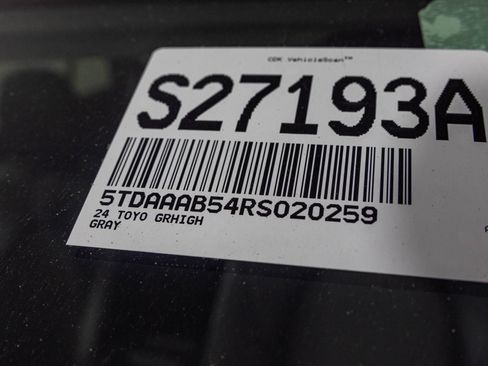 CDK VehicleScan™
S27193A
5TDAAAB54RS020259
24 TOYO GRHIGH
GRAY